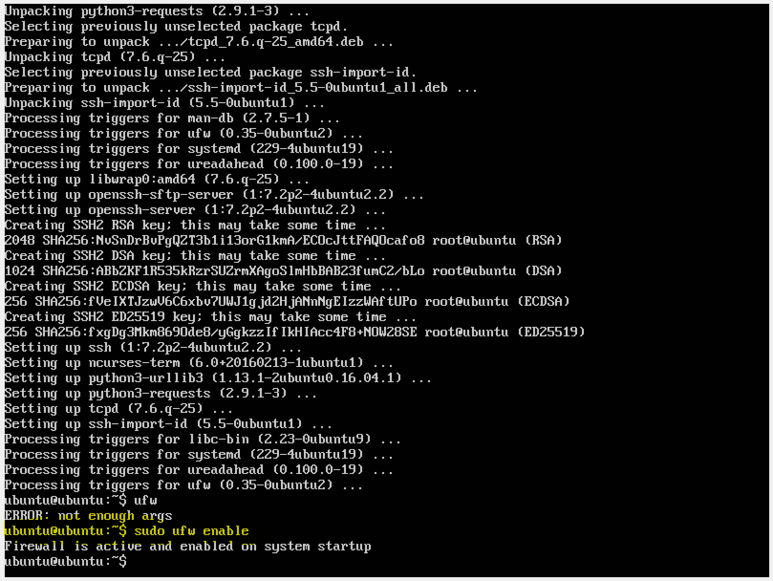 Unpacking python3-requests (2.9.1-3) ...
Selecting previously unselected package tcpd.
Preparing to unpack .../tcpd_7.6.q-25_amd64.deb ...
Unpacking tcpd (7.6.q-25) ...
Selecting previously unselected package ssh-import-id.
Preparing to unpack .../ssh-import-id_5.5-0ubuntu1_all.deb ...
Unpacking ssh-import-id (5.5-0ubuntu1) ...
Processing triggers for man-db (2.7.5-1) ...
Processing triggers for ufw (0.35-0ubuntu2) ...
Processing triggers for systemd (229-4ubuntu19) ...
Processing triggers for ureadahead (0.100.0-19) ...
Setting up libwrap0:amd64 (7.6.q-25) ...
Setting up openssh-sftp-server (1:7.2p2-4ubuntu2.2) ...
Setting up openssh-server (1:7.2p2-4ubuntu2.2) ...
Creating SSH2 RSA key; this may take some time ...
2048 SHA256:NvSnDrBvPgQZT3b1i13orG1kmA/ECOcJttFAQOcafo8 root@ubuntu (RSA)
Creating SSH2 DSA key; this may take some time ...
1024 SHA256:ABbZKF1R535kRzrSUZrmXAgoSlmHbBAB23fumC2/bLo root@ubuntu (DSA)
Creating SSH2 ECDSA key; this may take some time ...
256 SHA256:fVeIXTJzwV6C6xbv7UWJ1gjd2HjANnNgEIzzWAftUPo root@ubuntu (ECDSA)
Creating SSH2 ED25519 key; this may take some time ...
256 SHA256:fxgDg3Mkm869Ode8/yGgkzzIfIkHIAcc4F8+NOW28SE root@ubuntu (ED25519)
Setting up ssh (1:7.2p2-4ubuntu2.2) ...
Setting up ncurses-term (6.0+20160213-1ubuntu1) ...
Setting up python3-urllib3 (1.13.1-2ubuntu0.16.04.1) ...
Setting up python3-requests (2.9.1-3) ...
Setting up tcpd (7.6.q-25) ...
Setting up ssh-import-id (5.5-0ubuntu1) ...
Processing triggers for libc-bin (2.23-0ubuntu9) ...
Processing triggers for systemd (229-4ubuntu19) ...
Processing triggers for ureadahead (0.100.0-19) ...
Processing triggers for ufw (0.35-0ubuntu2) ...
ubuntu@ubuntu:~$ ufw
ERROR: not enough args
ubuntu@ubuntu:~$ sudo ufw enable
Firewall is active and enabled on system startup
ubuntu@ubuntu:~$